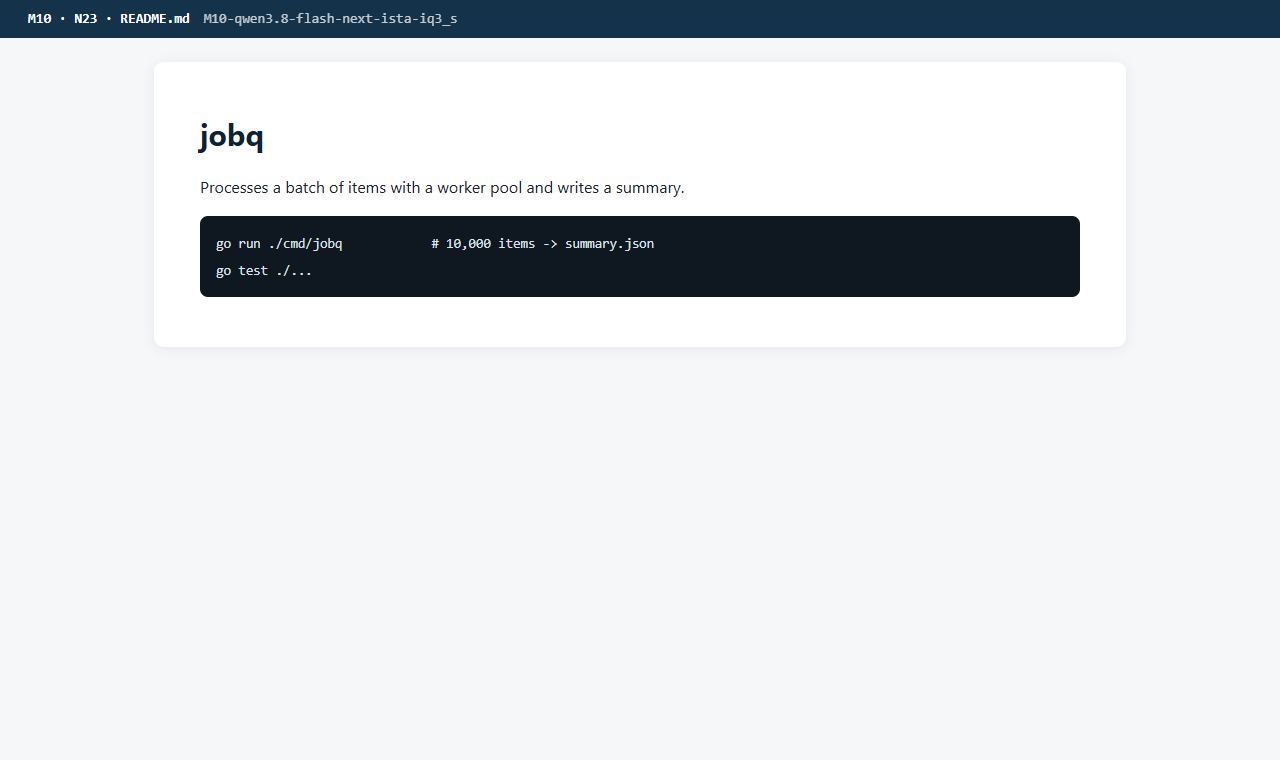 M10 · N23 · README.md M10-qwen3.8-flash-next-ista-iq3_s
jobq
Processes a batch of items with a worker pool and writes a summary.
go run ./cmd/jobq            # 10,000 items -> summary.json
go test ./...